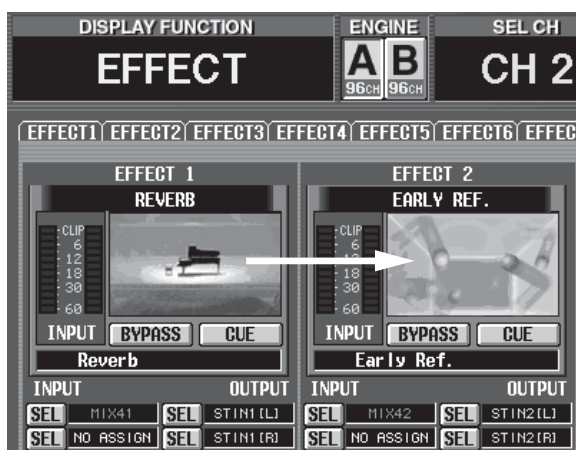 DISPLAY FUNCTION
EFFECT
ENGINE
A B
96CH 96CH
SEL CH
CH 2
EFFECT1 EFFECT2 EFFECT3 EFFECT4 EFFECT5 EFFECT6 EFFEC
EFFECT 1
REVERB
CLIP
6
12
18
30
60
INPUT BYPASS CUE
Reverb
INPUT OUTPUT
SEL MIX41 SEL STIN1[L]
SEL NO ASSIGN SEL STIN1[R]
EFFECT 2
EARLY REF.
CLIP
6
12
18
30
60
INPUT BYPASS CUE
Early Ref.
INPUT OUTPUT
SEL MIX42 SEL STIN2[L]
SEL NO ASSIGN SEL STIN2[R]